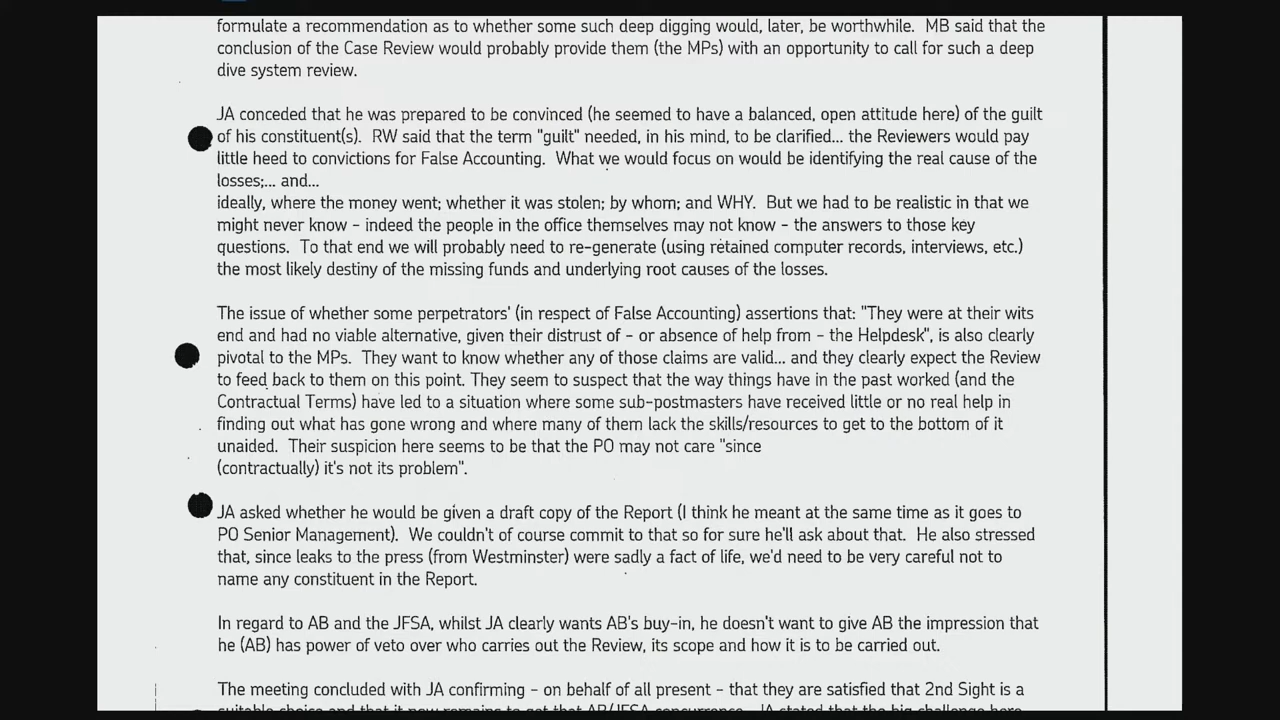 formulate a recommendation as to whether some such deep digging would, later, be worthwhile. MB said that the
conclusion of the Case Review would probably provide them (the MPs) with an opportunity to call for such a deep
dive system review.
JA conceded that he was prepared to be convinced (he seemed to have a balanced, open attitude here) of the guilt
of his constituent(s). RW said that the term "guilt" needed, in his mind, to be clarified... the Reviewers would pay
little heed to convictions for False Accounting. What we would focus on would be identifying the real cause of the
losses;... and...
ideally, where the money went; whether it was stolen; by whom; and WHY. But we had to be realistic in that we
might never know – indeed the people in the office themselves may not know – the answers to those key
questions. To that end we will probably need to re-generate (using retained computer records, interviews, etc.)
the most likely destiny of the missing funds and underlying root causes of the losses.
The issue of whether some perpetrators' (in respect of False Accounting) assertions that: "They were at their wits
end and had no viable alternative, given their distrust of – or absence of help from – the Helpdesk", is also clearly
pivotal to the MPs. They want to know whether any of those claims are valid... and they clearly expect the Review
to feed back to them on this point. They seem to suspect that the way things have in the past worked (and the
Contractual Terms) have led to a situation where some sub-postmasters have received little or no real help in
finding out what has gone wrong and where many of them lack the skills/resources to get to the bottom of it
unaided. Their suspicion here seems to be that the PO may not care "since
(contractually) it's not its problem".
JA asked whether he would be given a draft copy of the Report (I think he meant at the same time as it goes to
PO Senior Management). We couldn't of course commit to that so for sure he'll ask about that. He also stressed
that, since leaks to the press (from Westminster) were sadly a fact of life, we'd need to be very careful not to
name any constituent in the Report.
In regard to AB and the JFSA, whilst JA clearly wants AB's buy-in, he doesn't want to give AB the impression that
he (AB) has power of veto over who carries out the Review, its scope and how it is to be carried out.
The meeting concluded with JA confirming – on behalf of all present – that they are satisfied that 2nd Sight is a
suitable choice and that it now remains to get that AB/JFSA concurrence. JA stated that the big challenge here